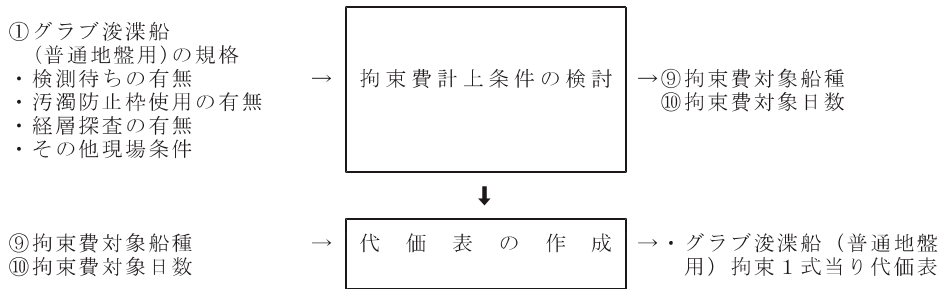 ①グラブ浚渫船
(普通地盤用)の規格
・検測待ちの有無
・汚濁防止枠使用の有無
・経層探査の有無
・その他現場条件
→
拘束費計上条件の検討
→⑨拘束費対象船種
⑩拘束費対象日数
⬇
⑨拘束費対象船種
⑩拘束費対象日数
→
代価表の作成
→・グラブ浚渫船(普通地盤
用)拘束1式当り代価表